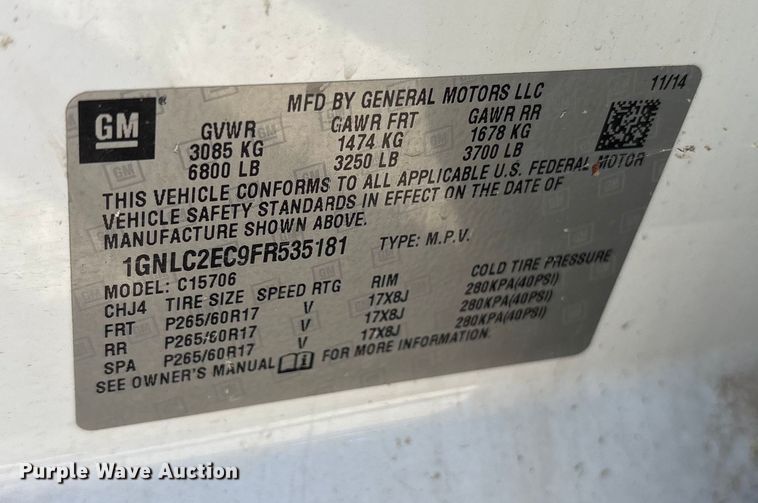 MFD BY GENERAL MOTORS LLC 11/14
GM ®
GVWR GAWR FRT GAWR RR
3085 KG 1474 KG 1678 KG
6800 LB 3250 LB 3700 LB
THIS VEHICLE CONFORMS TO ALL APPLICABLE U.S. FEDERAL MOTOR
VEHICLE SAFETY STANDARDS IN EFFECT ON THE DATE OF
MANUFACTURE SHOWN ABOVE.
1GNLC2EC9FR535181 TYPE: M.P.V.
MODEL: C15706
CHJ4 TIRE SIZE SPEED RTG RIM COLD TIRE PRESSURE
FRT P265/60R17 V 17X8J 280KPA(40PSI)
RR P265/60R17 V 17X8J 280KPA(40PSI)
SPA P265/60R17 V 17X8J 280KPA(40PSI)
SEE OWNER'S MANUAL FOR MORE INFORMATION.
Purple Wave Auction